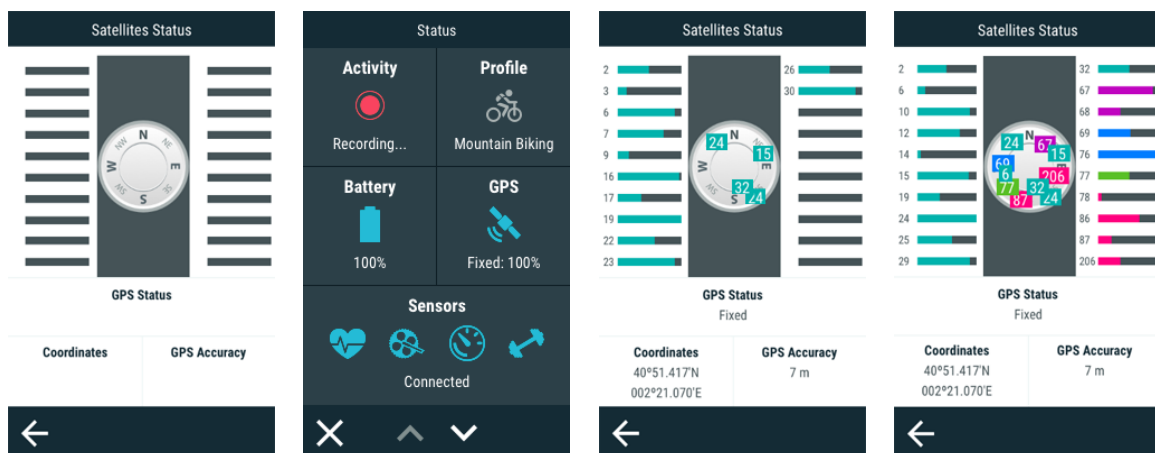 Satellites Status
N
NE
E
SE
S
SW
W
NW
GPS Status
Coordinates
GPS Accuracy
Status
Activity
Profile
Recording...
Mountain Biking
Battery
GPS
100%
Fixed: 100%
Sensors
Connected
Satellites Status
2
3
6
7
9
16
17
19
22
23
26
30
N
24
15
W
32
S
24
GPS Status
Fixed
Coordinates
GPS Accuracy
40º51.417'N
7 m
002º21.070'E
Satellites Status
2
6
10
12
14
15
19
24
25
29
32
67
68
69
76
77
78
86
87
206
N
24
67
15
69
6
206
77
32
87
24
GPS Status
Fixed
Coordinates
GPS Accuracy
40º51.417'N
7 m
002º21.070'E